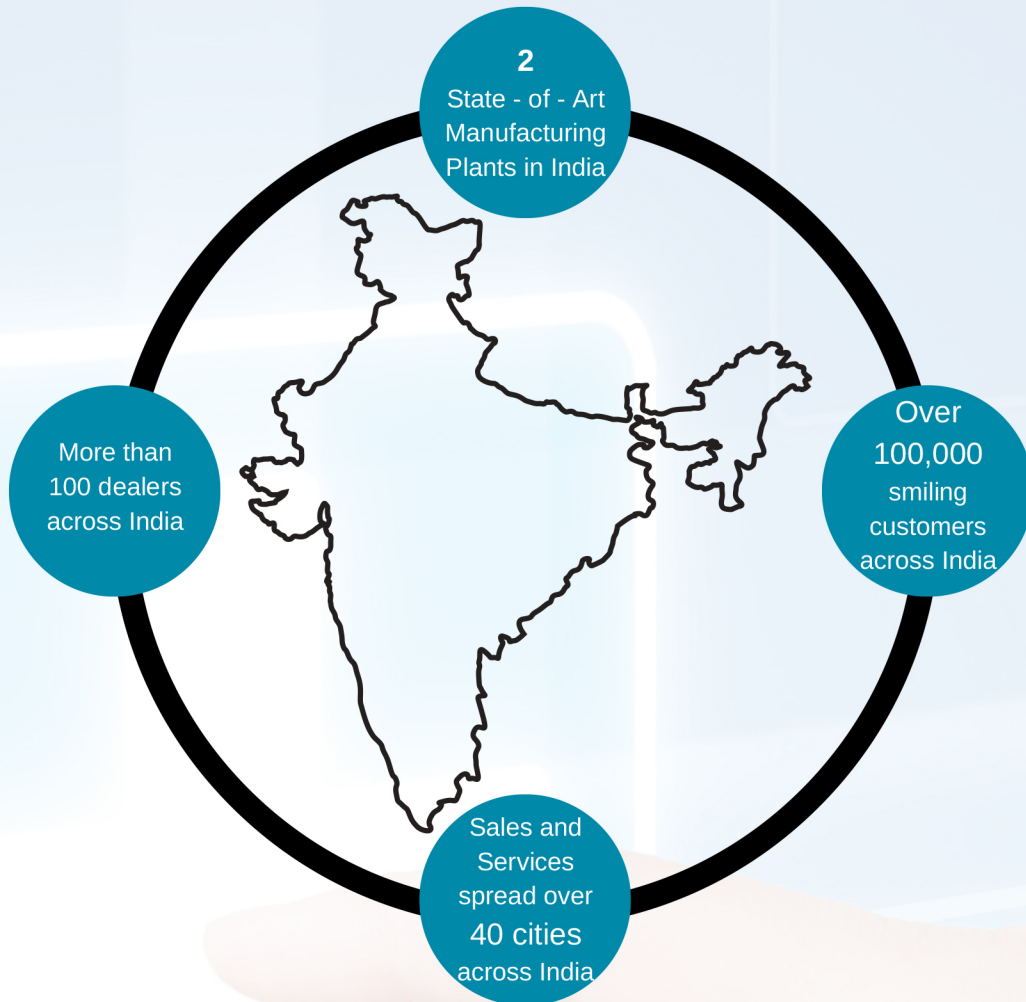 2
State - of - Art
Manufacturing
Plants in India
More than
100 dealers
across India
Over
100,000
smiling
customers
across India
Sales and
Services
spread over
40 cities
across India